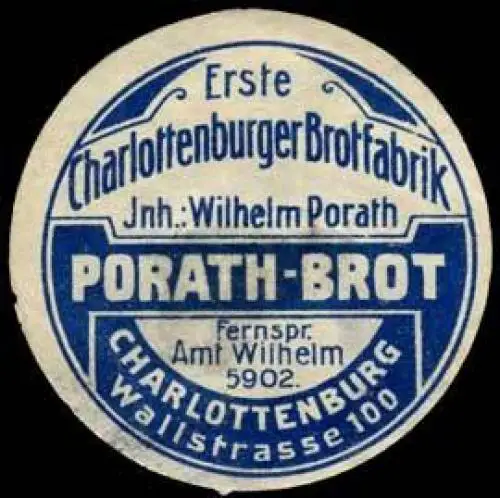 Erste
Charlottenburger Brotfabrik
Jnh.: Wilhelm Porath
PORATH-BROT
Fernspr.
Amt Wilhelm
5902.
CHARLOTTENBURG
Wallstrasse 100